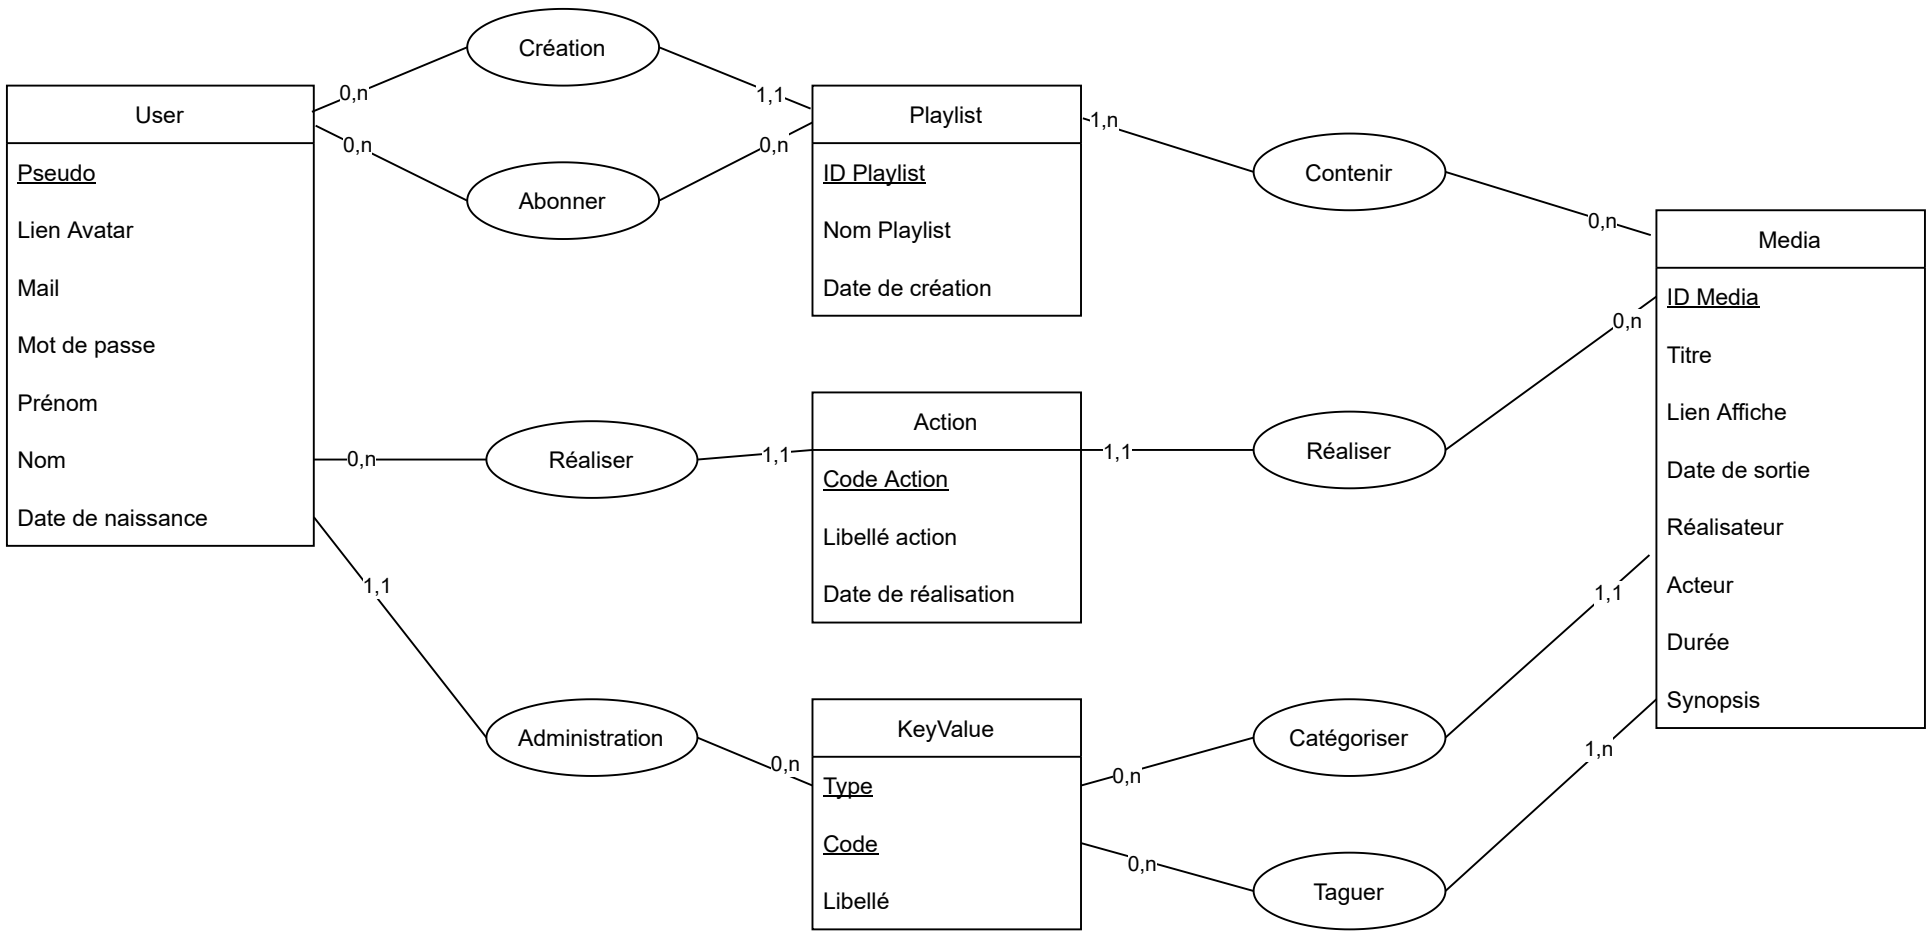 Création
0,n
1,1
User
Pseudo
Lien Avatar
Mail
Mot de passe
Prénom
Nom
Date de naissance
0,n
Abonner
0,n
Playlist
ID Playlist
Nom Playlist
Date de création
1,n
Contenir
0,n
Media
ID Media
Titre
Lien Affiche
Date de sortie
Réalisateur
Acteur
Durée
Synopsis
0,n
Réaliser
1,1
Action
Code Action
Libellé action
Date de réalisation
1,1
Réaliser
0,n
1,1
Administration
0,n
KeyValue
Type
Code
Libellé
0,n
Catégoriser
1,1
0,n
Taguer
1,n